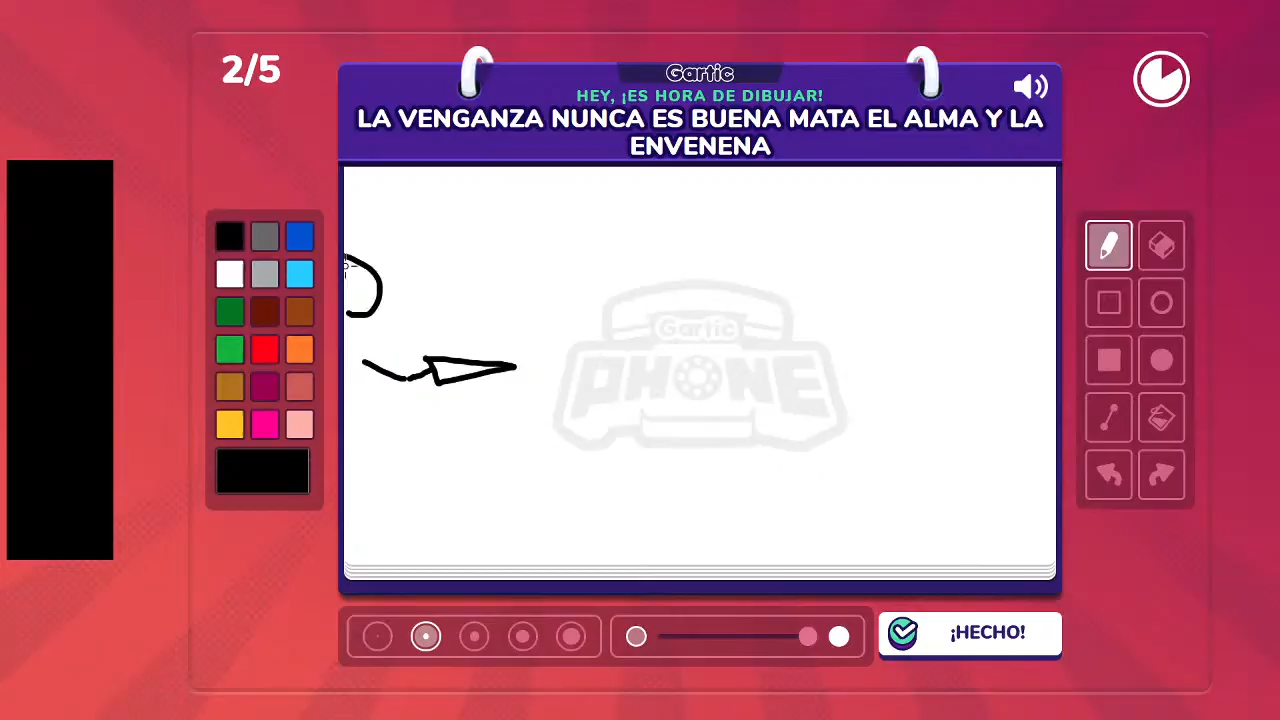 2/5
Gartic
HEY, ¡ES HORA DE DIBUJAR!
LA VENGANZA NUNCA ES BUENA MATA EL ALMA Y LA
ENVENENA
Gartic
PHONE
¡HECHO!